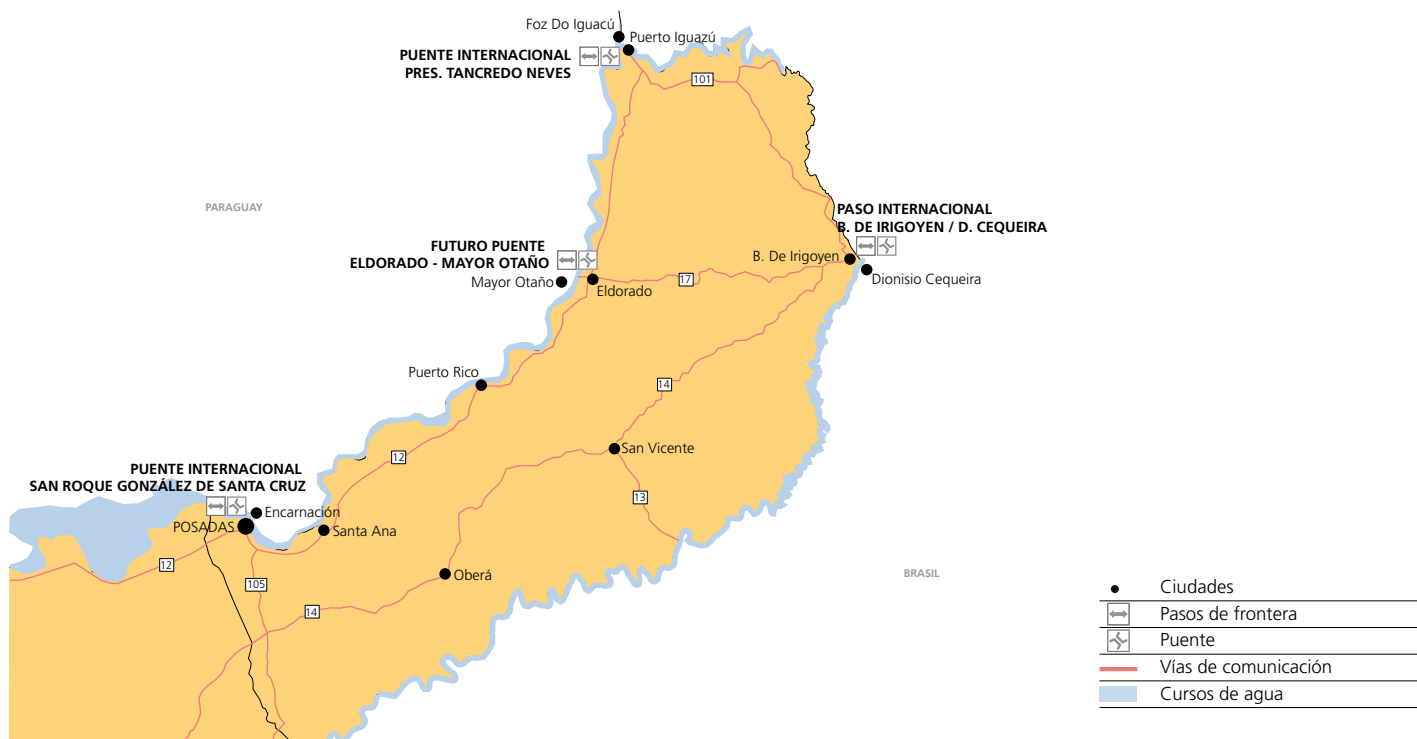 Foz Do Iguacú
Puerto Iguazú
PUENTE INTERNACIONAL
PRES. TANCREDO NEVES
101
PARAGUAY
PASO INTERNACIONAL
B. DE IRIGOYEN / D. CEQUEIRA
FUTURO PUENTE
ELDORADO - MAYOR OTAÑO
B. De Irigoyen
Mayor Otaño
Eldorado
17
Dionisio Cequeira
Puerto Rico
14
12
San Vicente
PUENTE INTERNACIONAL
SAN ROQUE GONZÁLEZ DE SANTA CRUZ
13
Encarnación
POSADAS
Santa Ana
12
105
Oberá
14
BRASIL
Ciudades
Pasos de frontera
Puente
Vías de comunicación
Cursos de agua